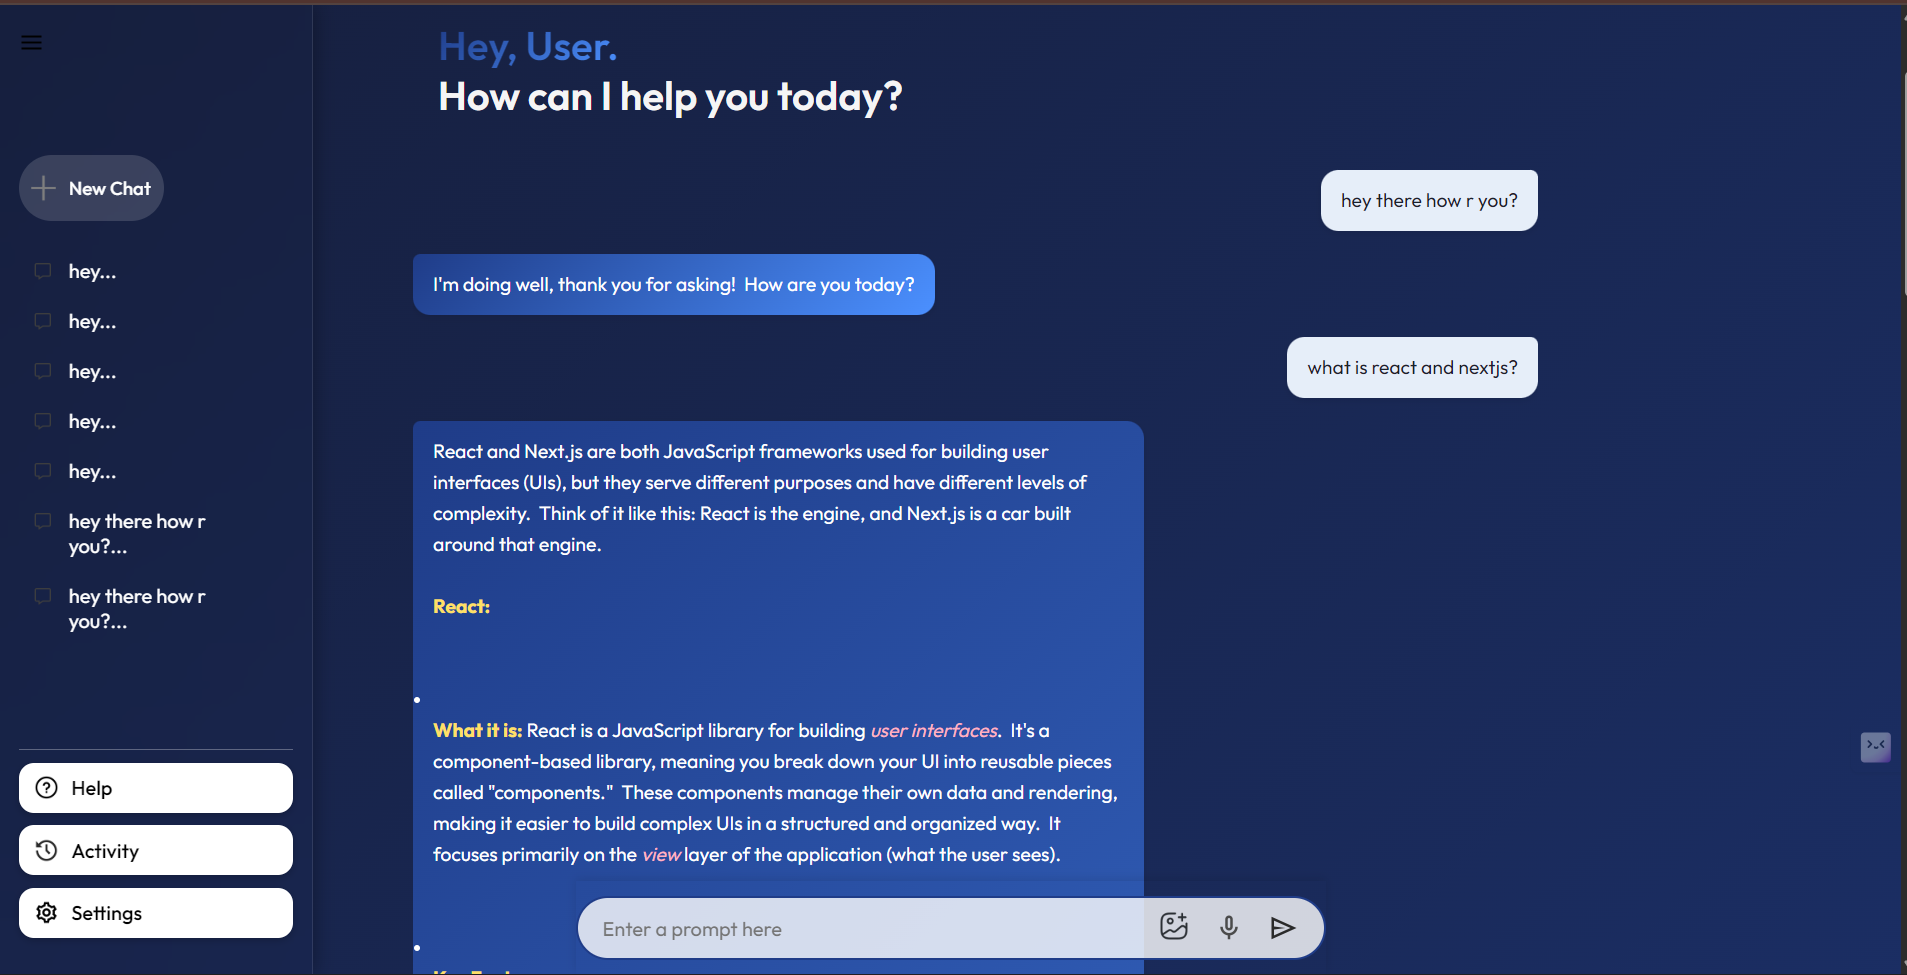 Hey, User.
How can I help you today?
New Chat
hey...
hey...
hey...
hey...
hey...
hey there how r
you?...
hey there how r
you?...
Help
Activity
Settings
hey there how r you?
I'm doing well, thank you for asking!  How are you today?
what is react and nextjs?
React and Next.js are both JavaScript frameworks used for building user
interfaces (UIs), but they serve different purposes and have different levels of
complexity.  Think of it like this: React is the engine, and Next.js is a car built
around that engine.
React:
What it is: React is a JavaScript library for building user interfaces.  It's a
component-based library, meaning you break down your UI into reusable pieces
called "components."  These components manage their own data and rendering,
making it easier to build complex UIs in a structured and organized way.  It
focuses primarily on the view layer of the application (what the user sees).
Enter a prompt here